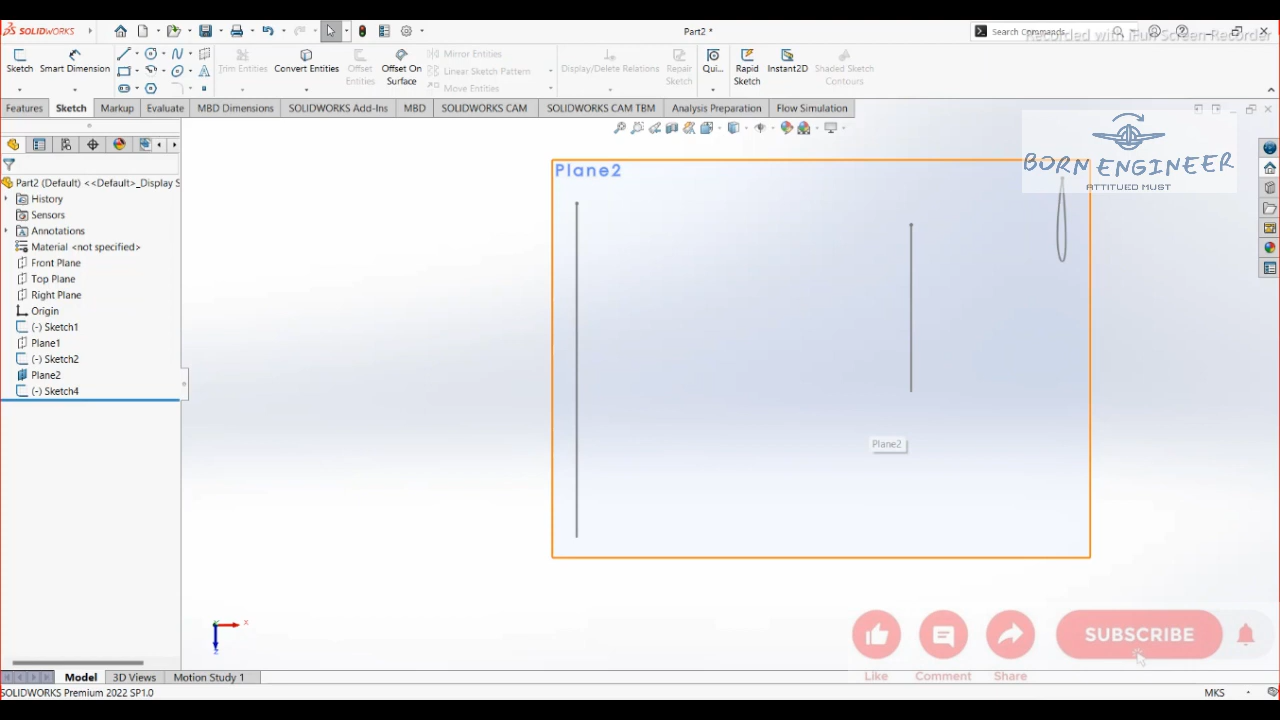 SOLIDWORKS
Part2 *
Search Commands
Recorded with iFun Screen Recorder
Sketch
Smart Dimension
Trim Entities
Convert Entities
Offset Entities
Offset On Surface
Mirror Entities
Linear Sketch Pattern
Move Entities
Display/Delete Relations
Repair Sketch
Qui...
Rapid Sketch
Instant2D
Shaded Sketch Contours
Features
Sketch
Markup
Evaluate
MBD Dimensions
SOLIDWORKS Add-Ins
MBD
SOLIDWORKS CAM
SOLIDWORKS CAM TBM
Analysis Preparation
Flow Simulation
BORN ENGINEER
ATTITUED MUST
Plane2
Part2 (Default) <<Default>_Display S
History
Sensors
Annotations
Material <not specified>
Front Plane
Top Plane
Right Plane
Origin
(-) Sketch1
Plane1
(-) Sketch2
Plane2
(-) Sketch4
Plane2
x
z
SUBSCRIBE
Like
Comment
Share
Model
3D Views
Motion Study 1
SOLIDWORKS Premium 2022 SP1.0
MKS